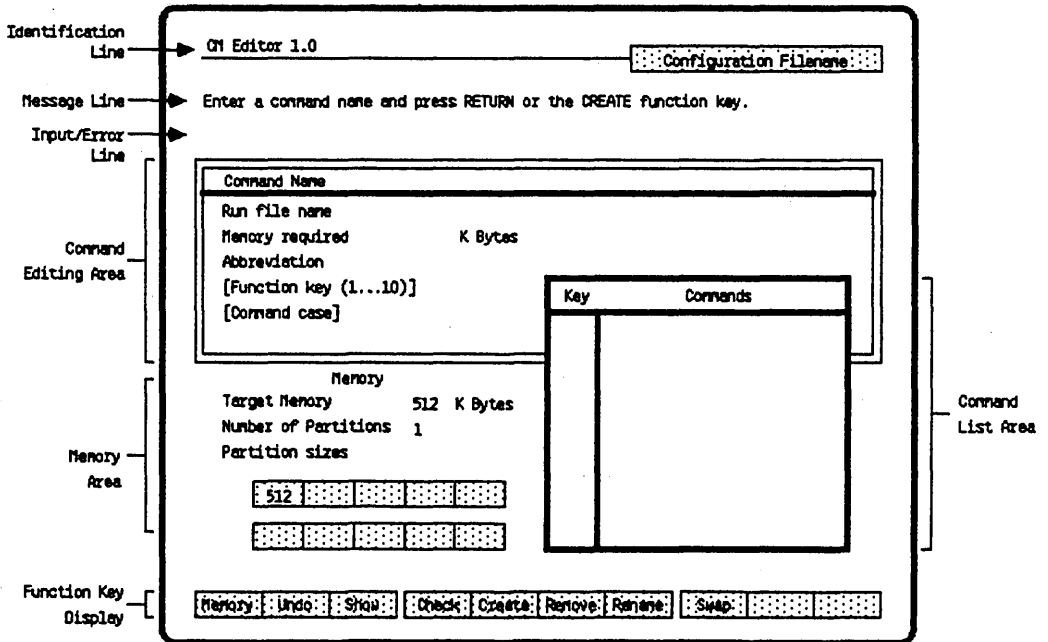 Identification
Line
CM Editor 1.0
Configuration Filename
Message Line
Enter a command name and press RETURN or the CREATE function key.
Input/Error
Line
Command Name
Run file name
Memory required K Bytes
Abbreviation
[Function key (1...10)]
[Command case]
Command
Editing Area
Key Commands
Memory
Target Memory 512 K Bytes
Number of Partitions 1
Partition sizes
512
Memory
Area
Command
List Area
Function Key
Display
Memory Undo Show Check Create Remove Rename Swap